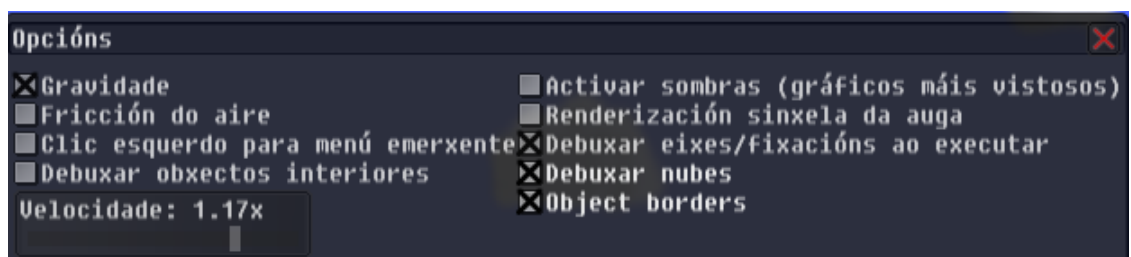 Opcións
Gravidade
Fricción do aire
Clic esquerdo para menú emerxente
Debuxar obxectos interiores
Velocidade: 1.17x
Activar sombras (gráficos máis vistosos)
Renderización sinxela da auga
Debuxar eixes/fixacións ao executar
Debuxar nubes
Object borders